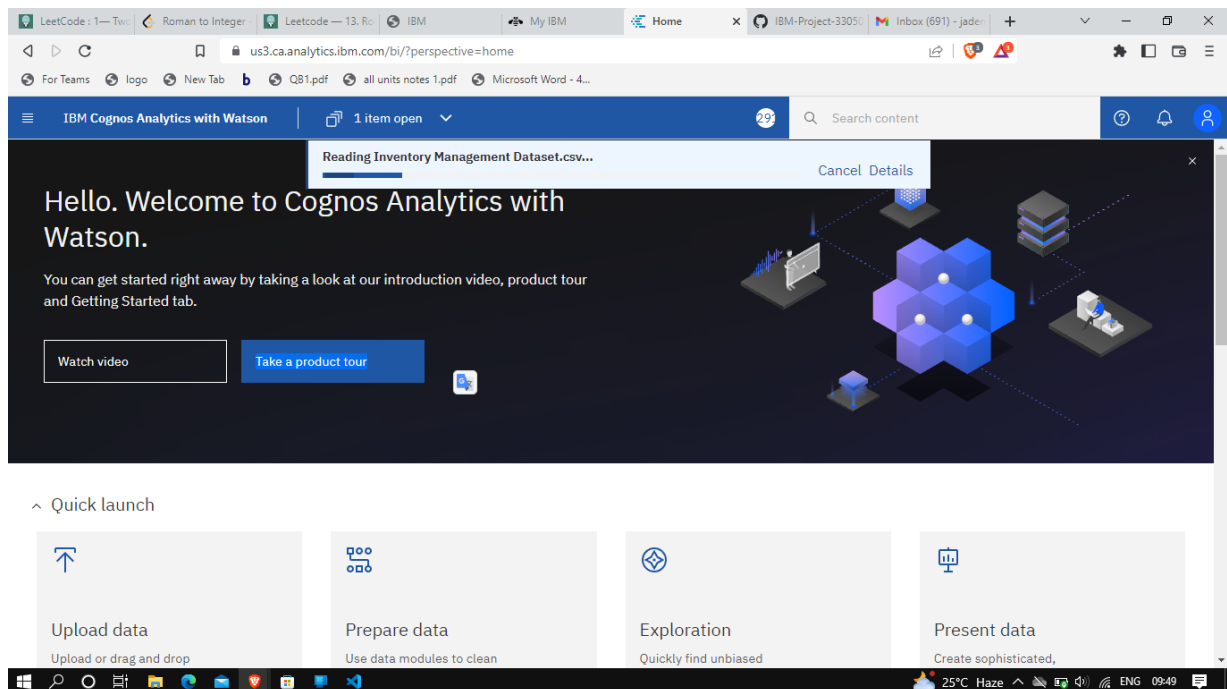 LeetCode : 1— Two
Roman to Integer -
Leetcode — 13. Ro
IBM
My IBM
Home
IBM-Project-33050
Inbox (691) - jaden
us3.ca.analytics.ibm.com/bi/?perspective=home
For Teams
logo
New Tab
b
QB1.pdf
all units notes 1.pdf
Microsoft Word - 4...
IBM Cognos Analytics with Watson
1 item open
Search content
Reading Inventory Management Dataset.csv...
Cancel Details
Hello. Welcome to Cognos Analytics with
Watson.
You can get started right away by taking a look at our introduction video, product tour
and Getting Started tab.
Watch video
Take a product tour
Quick launch
Upload data
Upload or drag and drop
Prepare data
Use data modules to clean
Exploration
Quickly find unbiased
Present data
Create sophisticated,
25°C Haze
ENG
09:49